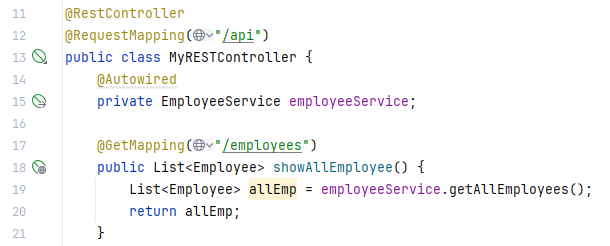 11 @RestController
12 @RequestMapping("/api")
13 public class MyRESTController {
14 @Autowired
15 private EmployeeService employeeService;
16
17 @GetMapping("/employees")
18 public List<Employee> showAllEmployee() {
19 List<Employee> allEmp = employeeService.getAllEmployees();
20 return allEmp;
21 }